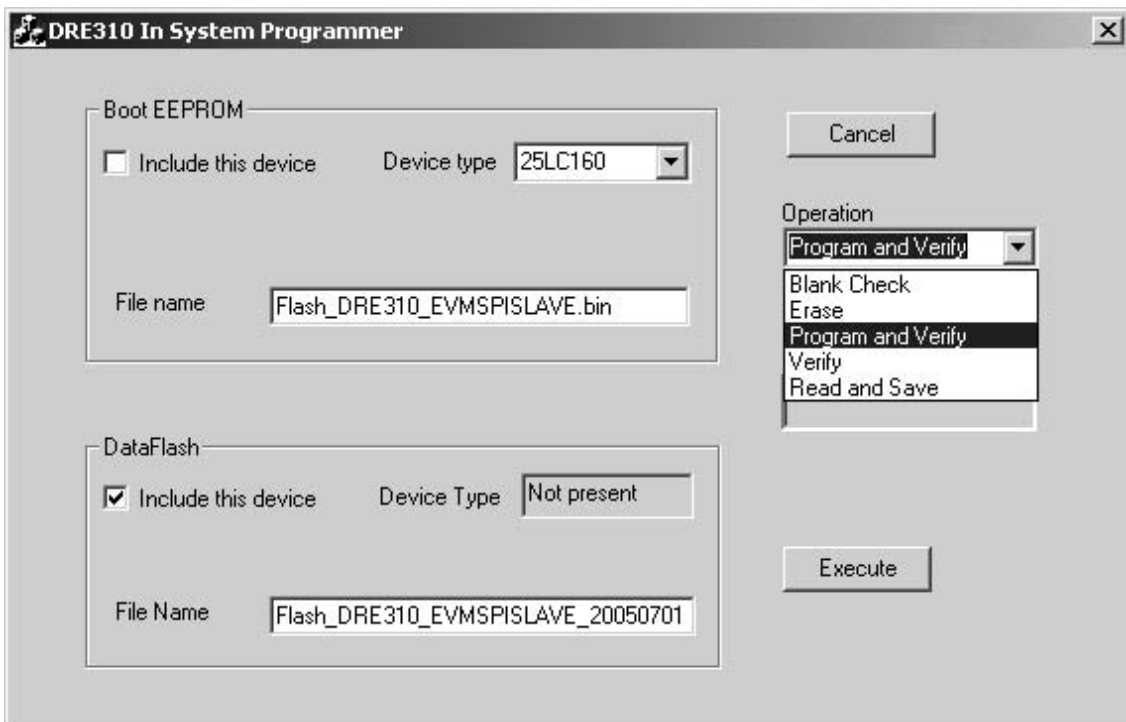 DRE310 In System Programmer
Boot EEPROM
Include this device
Device type
25LC160
File name
Flash_DRE310_EVMSPISLAVE.bin
Cancel
Operation
Program and Verify
Blank Check
Erase
Program and Verify
Verify
Read and Save
DataFlash
Include this device
Device Type
Not present
File Name
Flash_DRE310_EVMSPISLAVE_20050701
Execute